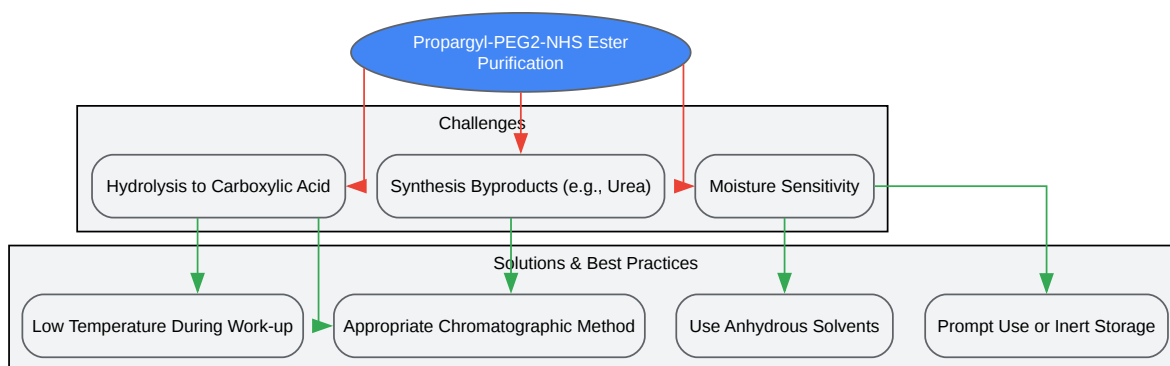 Propargyl-PEG2-NHS Ester
Purification
Challenges
Hydrolysis to Carboxylic Acid
Synthesis Byproducts (e.g., Urea)
Moisture Sensitivity
Solutions & Best Practices
Low Temperature During Work-up
Appropriate Chromatographic Method
Use Anhydrous Solvents
Prompt Use or Inert Storage